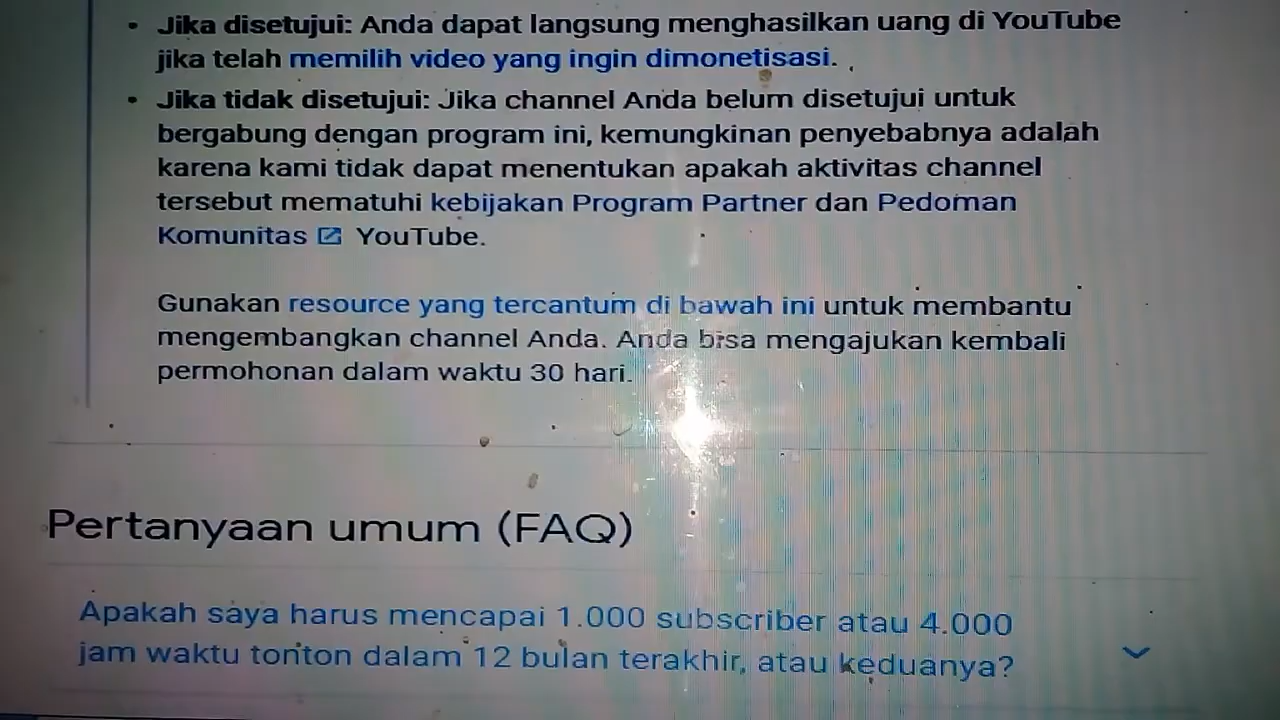 • Jika disetujui: Anda dapat langsung menghasilkan uang di YouTube
jika telah memilih video yang ingin dimonetisasi.
• Jika tidak disetujui: Jika channel Anda belum disetujui untuk
bergabung dengan program ini, kemungkinan penyebabnya adalah
karena kami tidak dapat menentukan apakah aktivitas channel
tersebut mematuhi kebijakan Program Partner dan Pedoman
Komunitas YouTube.
Gunakan resource yang tercantum di bawah ini untuk membantu
mengembangkan channel Anda. Anda bisa mengajukan kembali
permohonan dalam waktu 30 hari.
Pertanyaan umum (FAQ)
Apakah saya harus mencapai 1.000 subscriber atau 4.000
jam waktu tonton dalam 12 bulan terakhir, atau keduanya?